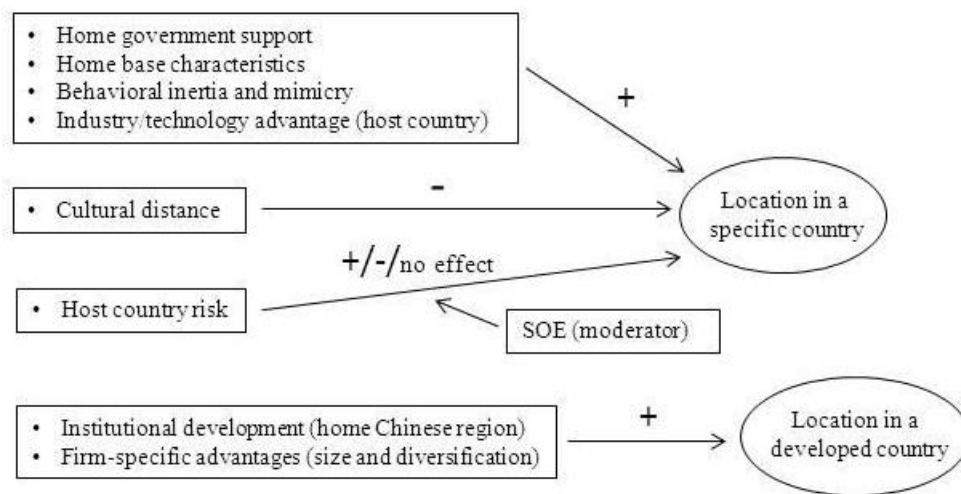 • Home government support
• Home base characteristics
• Behavioral inertia and mimicry
• Industry/technology advantage (host country)
+
• Cultural distance
-
Location in a
specific country
+/-/no effect
• Host country risk
SOE (moderator)
• Institutional development (home Chinese region)
• Firm-specific advantages (size and diversification)
+
Location in a
developed country